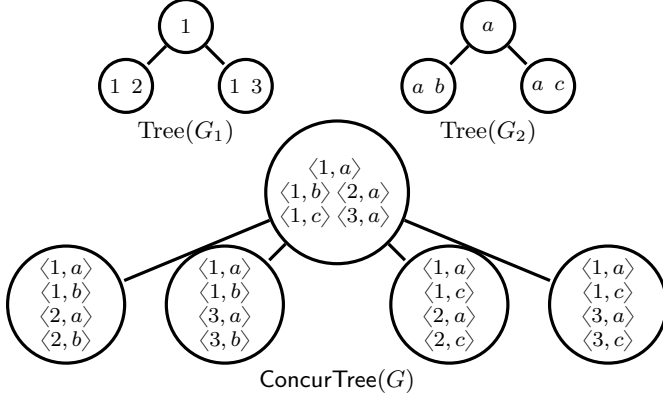 1
a
1 2
1 3
a b
a c
Tree(G₁)
Tree(G₂)
⟨1, a⟩
⟨1, b⟩ ⟨2, a⟩
⟨1, c⟩ ⟨3, a⟩
⟨1, a⟩
⟨1, b⟩
⟨2, a⟩
⟨2, b⟩
⟨1, a⟩
⟨1, b⟩
⟨3, a⟩
⟨3, b⟩
⟨1, a⟩
⟨1, c⟩
⟨2, a⟩
⟨2, c⟩
⟨1, a⟩
⟨1, c⟩
⟨3, a⟩
⟨3, c⟩
ConcurTree(G)